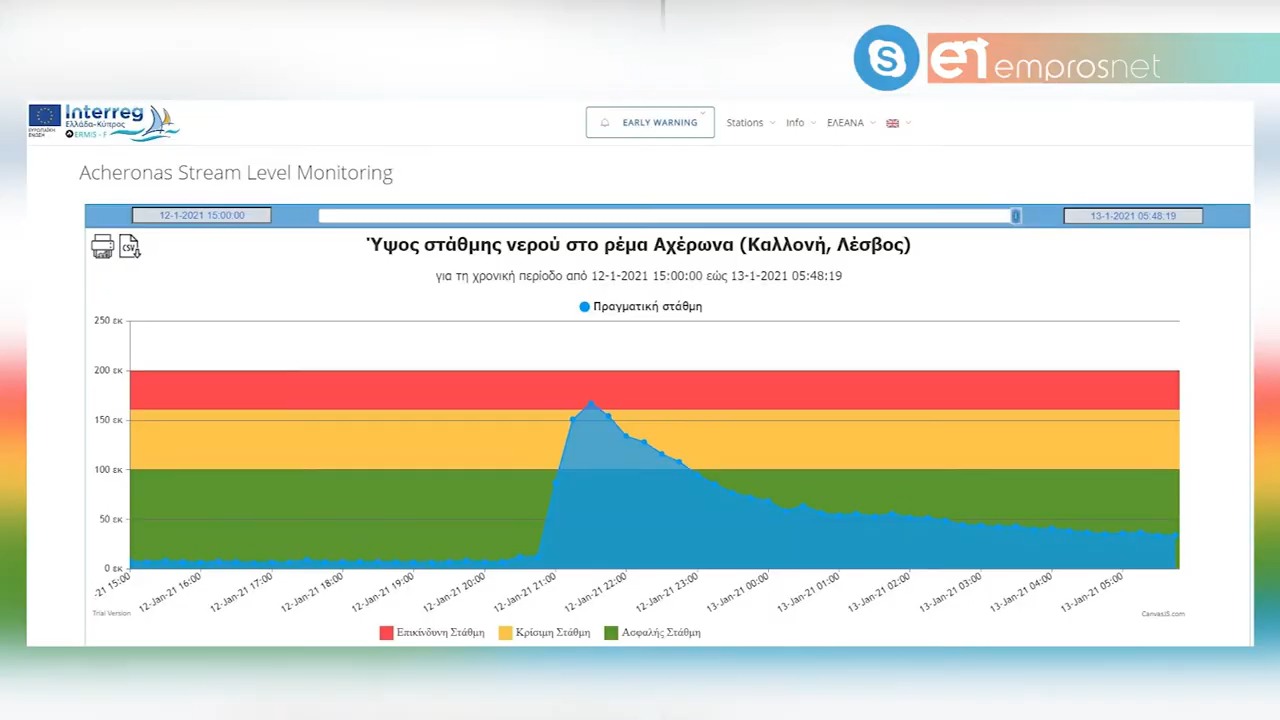 S en emprosnet
Interreg
Ελλάδα-Κύπρος
ΕΥΡΩΠΑΪΚΗ ΕΝΩΣΗ
ERMIS - F
EARLY WARNING
Stations
Info
ΕΛΕΑΝΑ
Acheronas Stream Level Monitoring
12-1-2021 15:00:00
13-1-2021 05:48:19
CSV
Ύψος στάθμης νερού στο ρέμα Αχέρωνα (Καλλονή, Λέσβος)
για τη χρονική περίοδο από 12-1-2021 15:00:00 εώς 13-1-2021 05:48:19
Πραγματική στάθμη
250 εκ
200 εκ
150 εκ
100 εκ
50 εκ
0 εκ
-21 15:00
12-Jan-21 16:00
12-Jan-21 17:00
12-Jan-21 18:00
12-Jan-21 19:00
12-Jan-21 20:00
12-Jan-21 21:00
12-Jan-21 22:00
12-Jan-21 23:00
13-Jan-21 00:00
13-Jan-21 01:00
13-Jan-21 02:00
13-Jan-21 03:00
13-Jan-21 04:00
13-Jan-21 05:00
Trial Version
CanvasJS.com
Επικίνδυνη Στάθμη
Κρίσιμη Στάθμη
Ασφαλής Στάθμη